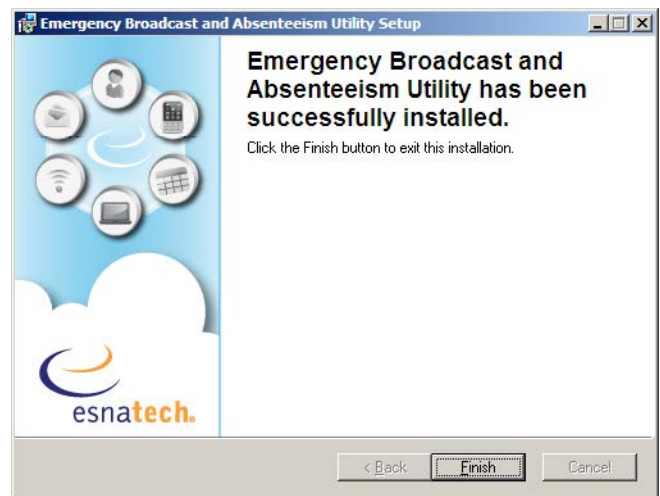 Emergency Broadcast and Absenteeism Utility Setup
Emergency Broadcast and
Absenteeism Utility has been
successfully installed.
Click the Finish button to exit this installation.
esnatech.
< Back
Finish
Cancel